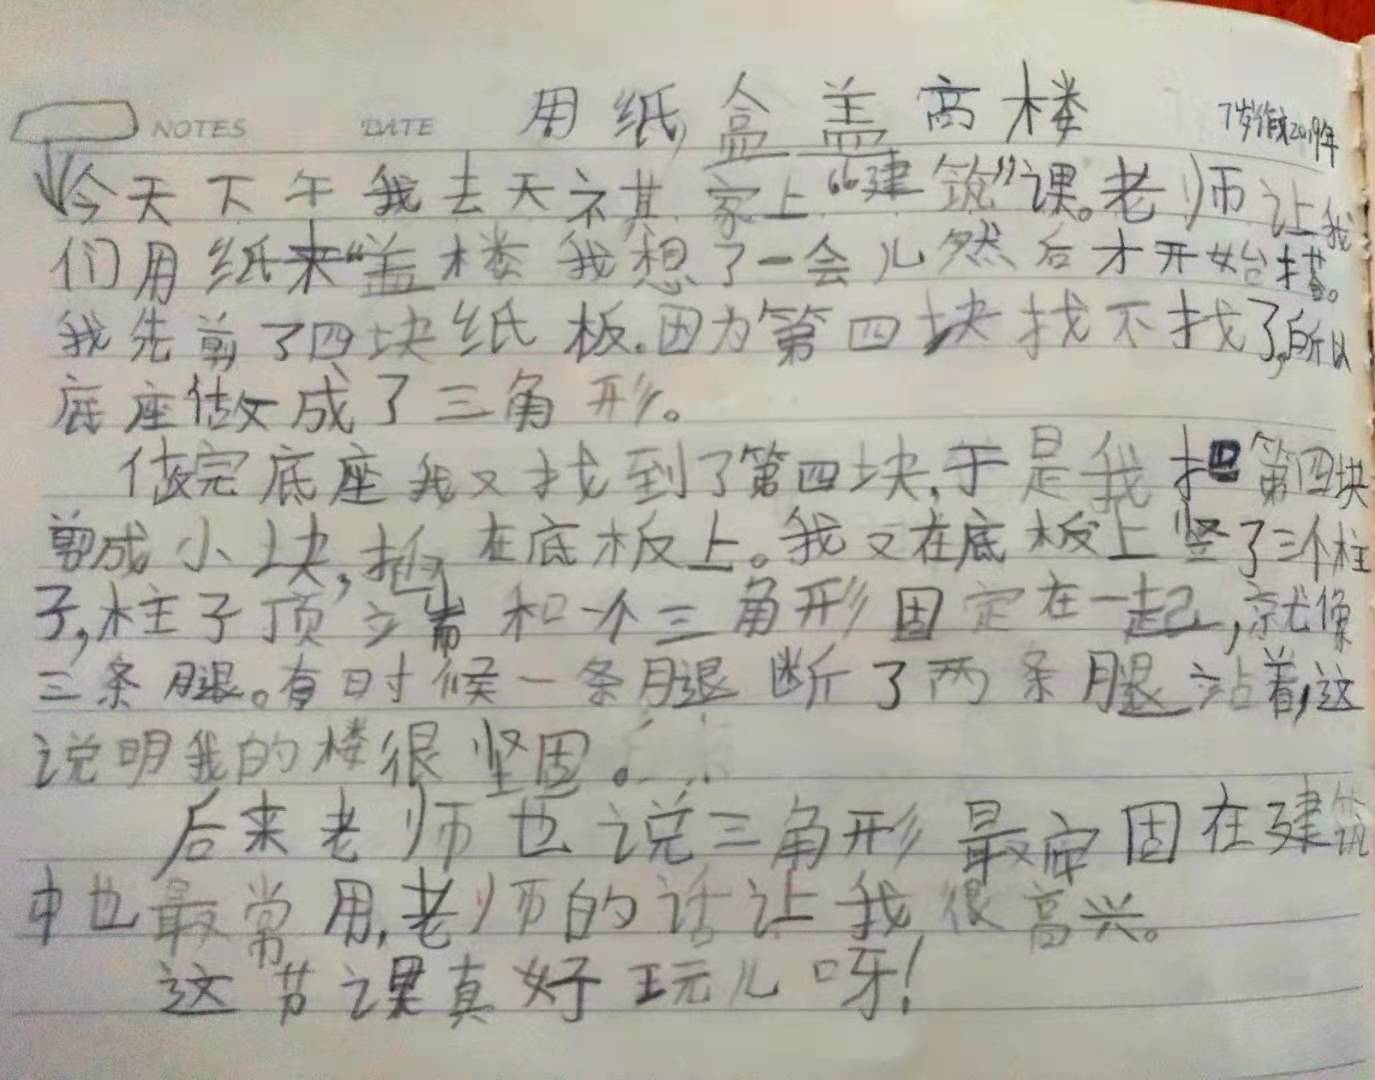 用纸盒盖高楼
7岁作于2019年
NOTES
DATE
今天下午我去天祺家上“建筑”课。老师让我
们用纸来“盖楼我想了一会儿然后才开始搭。
我先剪了四块纸板。因为第四块找不找了,所以
底座做成了三角形。
做完底座我又找到了第四块,于是我把第四块
剪成小块,抱在底板上。我又在底板上竖了三个柱
子,柱子顶端和一个三角形固定在一起,就像
三条腿。有时候一条腿断了两条腿站着,这
说明我的楼很坚固。
后来老师也说三角形最牢固在建筑
中也最常用,老师的话让我很高兴。
这节课真好玩儿呀!